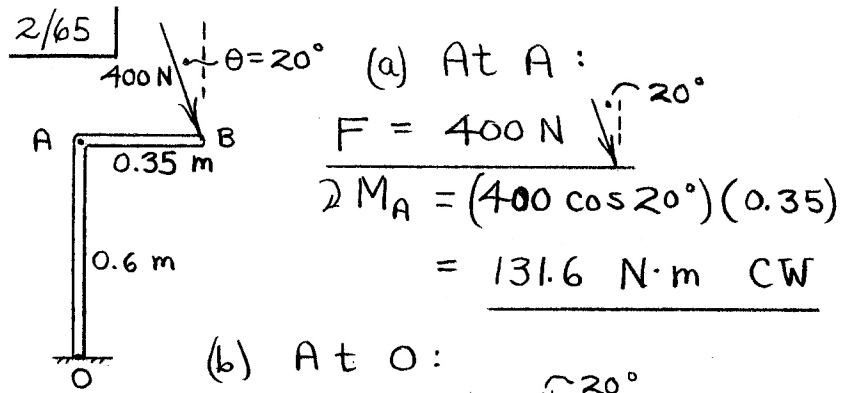 2/65
400 N
θ = 20°
(a) At A :
20°
F = 400 N
A
B
0.35 m
M_A = (400 cos 20°)(0.35)
0.6 m
= 131.6 N·m CW
(b) At O :
20°
O